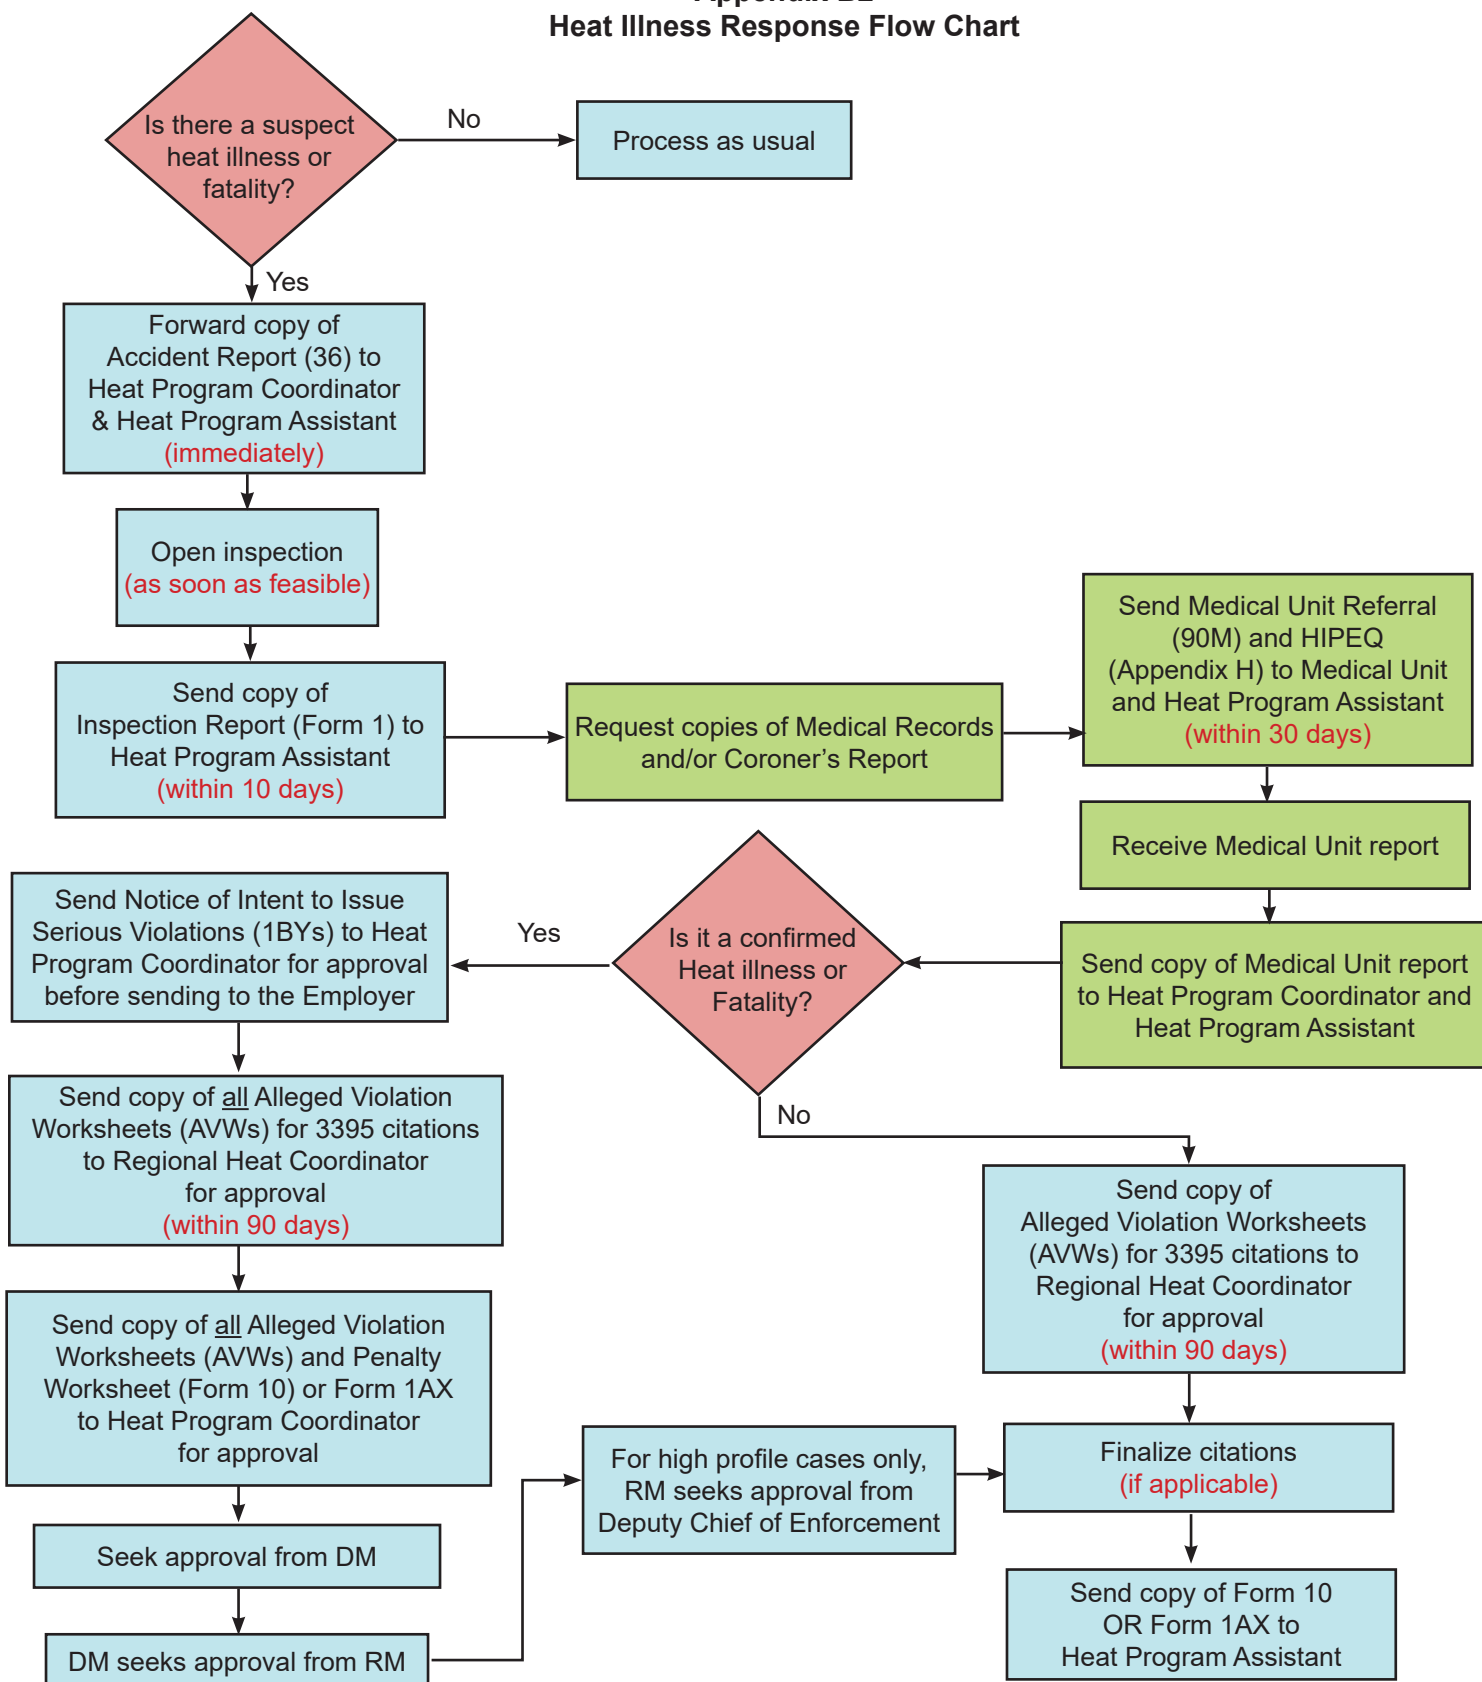 Appendix B2
Heat Illness Response Flow Chart
Is there a suspect
heat illness or
fatality?
No
Process as usual
Yes
Forward copy of
Accident Report (36) to
Heat Program Coordinator
& Heat Program Assistant
(immediately)
Open inspection
(as soon as feasible)
Send copy of
Inspection Report (Form 1) to
Heat Program Assistant
(within 10 days)
Request copies of Medical Records
and/or Coroner's Report
Send Medical Unit Referral
(90M) and HIPEQ
(Appendix H) to Medical Unit
and Heat Program Assistant
(within 30 days)
Receive Medical Unit report
Send copy of Medical Unit report
to Heat Program Coordinator and
Heat Program Assistant
Is it a confirmed
Heat illness or
Fatality?
Yes
Send Notice of Intent to Issue
Serious Violations (1BYs) to Heat
Program Coordinator for approval
before sending to the Employer
Send copy of all Alleged Violation
Worksheets (AVWs) for 3395 citations
to Regional Heat Coordinator
for approval
(within 90 days)
Send copy of all Alleged Violation
Worksheets (AVWs) and Penalty
Worksheet (Form 10) or Form 1AX
to Heat Program Coordinator
for approval
Seek approval from DM
DM seeks approval from RM
For high profile cases only,
RM seeks approval from
Deputy Chief of Enforcement
No
Send copy of
Alleged Violation Worksheets
(AVWs) for 3395 citations to
Regional Heat Coordinator
for approval
(within 90 days)
Finalize citations
(if applicable)
Send copy of Form 10
OR Form 1AX to
Heat Program Assistant